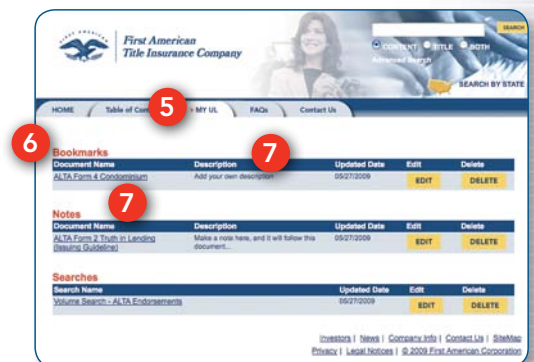 First American
Title Insurance Company
SEARCH
CONTENT TITLE BOTH
Advanced Search
SEARCH BY STATE
HOME Table of Con 5 MY UL FAQs Contact Us
6
7
Bookmarks
Document Name Description Updated Date Edit Delete
ALTA Form 4 Condominium Add your own description 05/27/2009 EDIT DELETE
7
Notes
Document Name Description Updated Date Edit Delete
ALTA Form 2 Truth in Lending Make a note here, and it will follow this 05/27/2009 EDIT DELETE
(Issuing Guideline) document...
Searches
Search Name Updated Date Edit Delete
Volume Search - ALTA Endorsements 05/27/2009 EDIT DELETE
Investors | News | Company Info | Contact Us | SiteMap
Privacy | Legal Notices | © 2009 First American Corporation